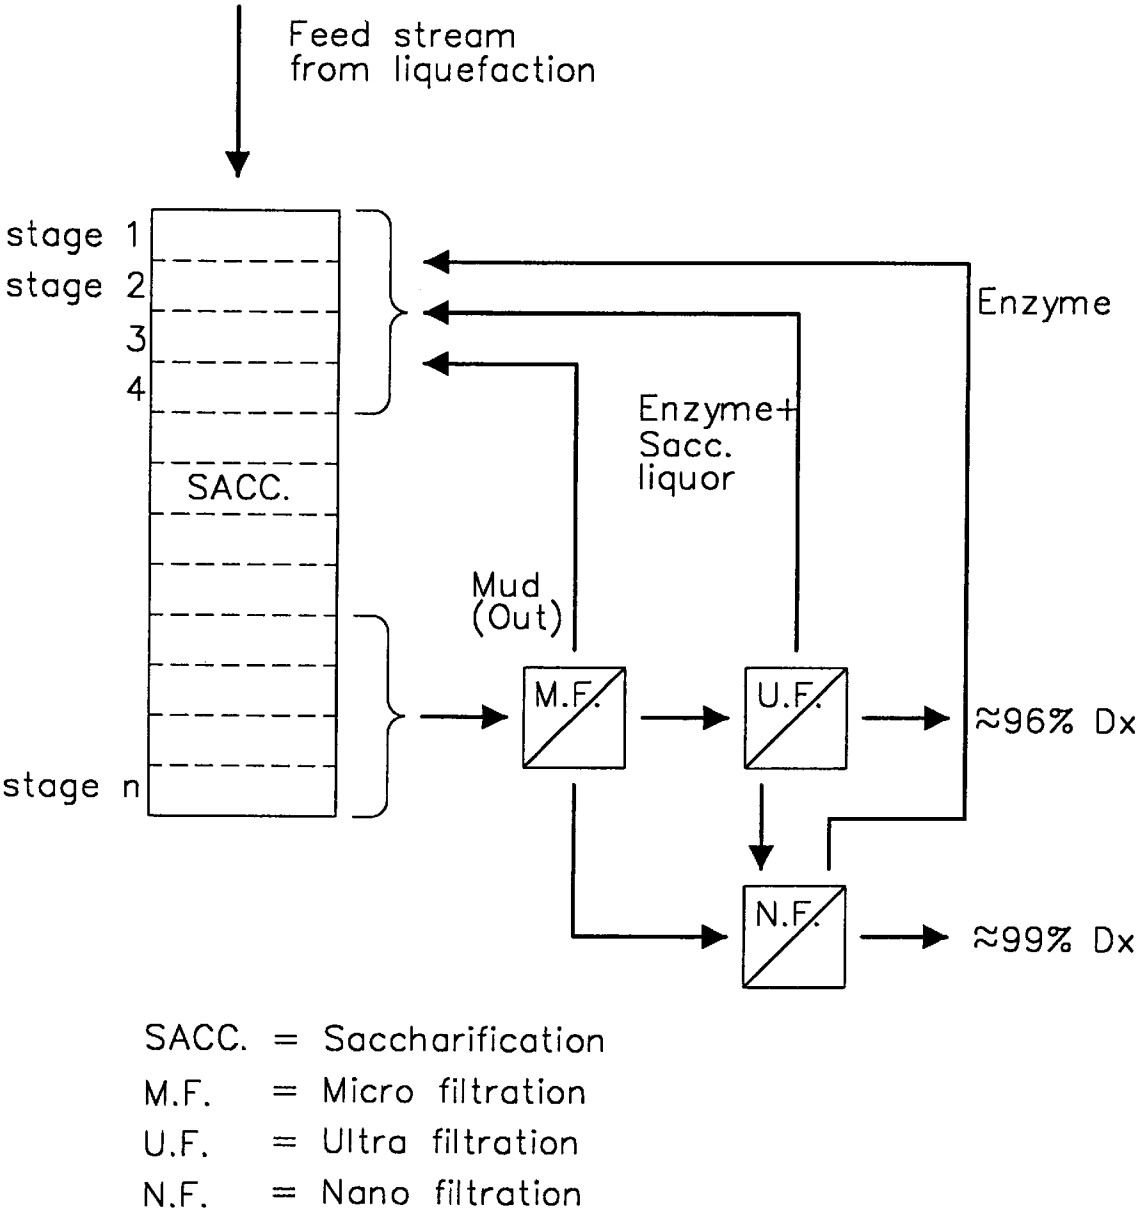 Feed stream
from liquefaction
stage 1
stage 2
3
4
Enzyme
Enzyme+
Sacc.
liquor
SACC.
Mud
(Out)
M.F.
U.F.
≈96% Dx
stage n
N.F.
≈99% Dx
SACC. = Saccharification
M.F. = Micro filtration
U.F. = Ultra filtration
N.F. = Nano filtration